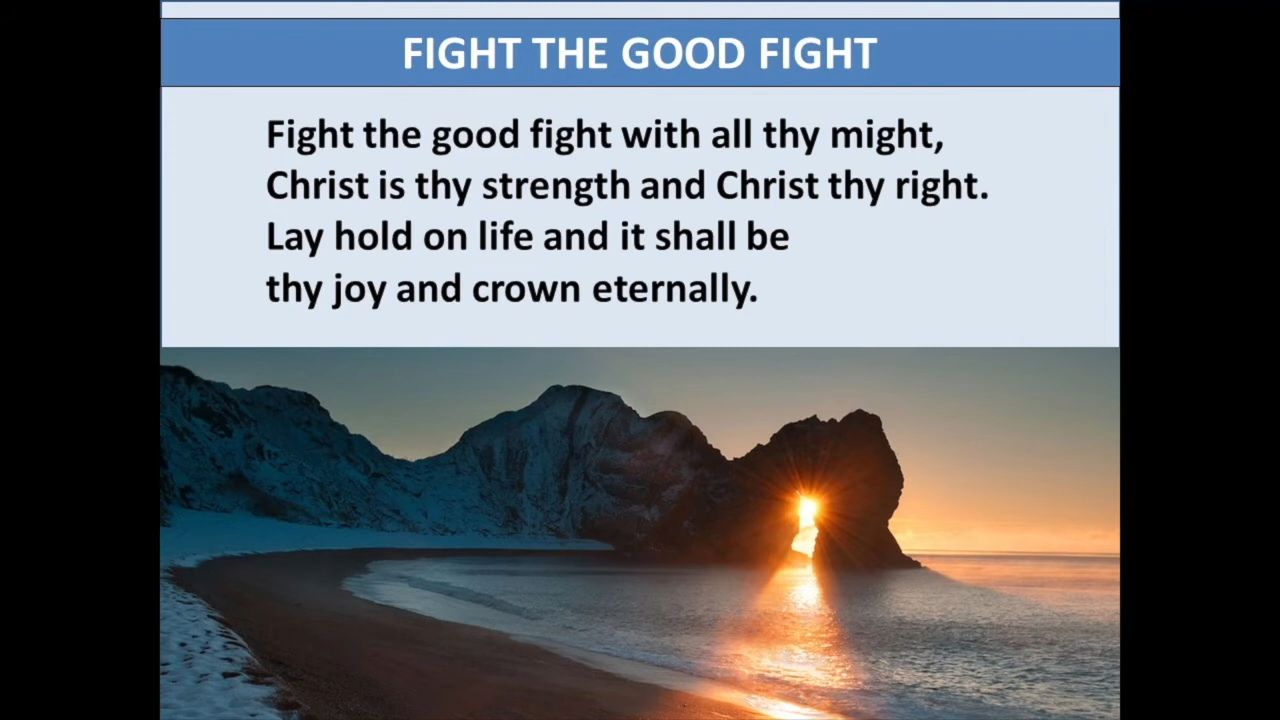 FIGHT THE GOOD FIGHT
Fight the good fight with all thy might,
Christ is thy strength and Christ thy right.
Lay hold on life and it shall be
thy joy and crown eternally.